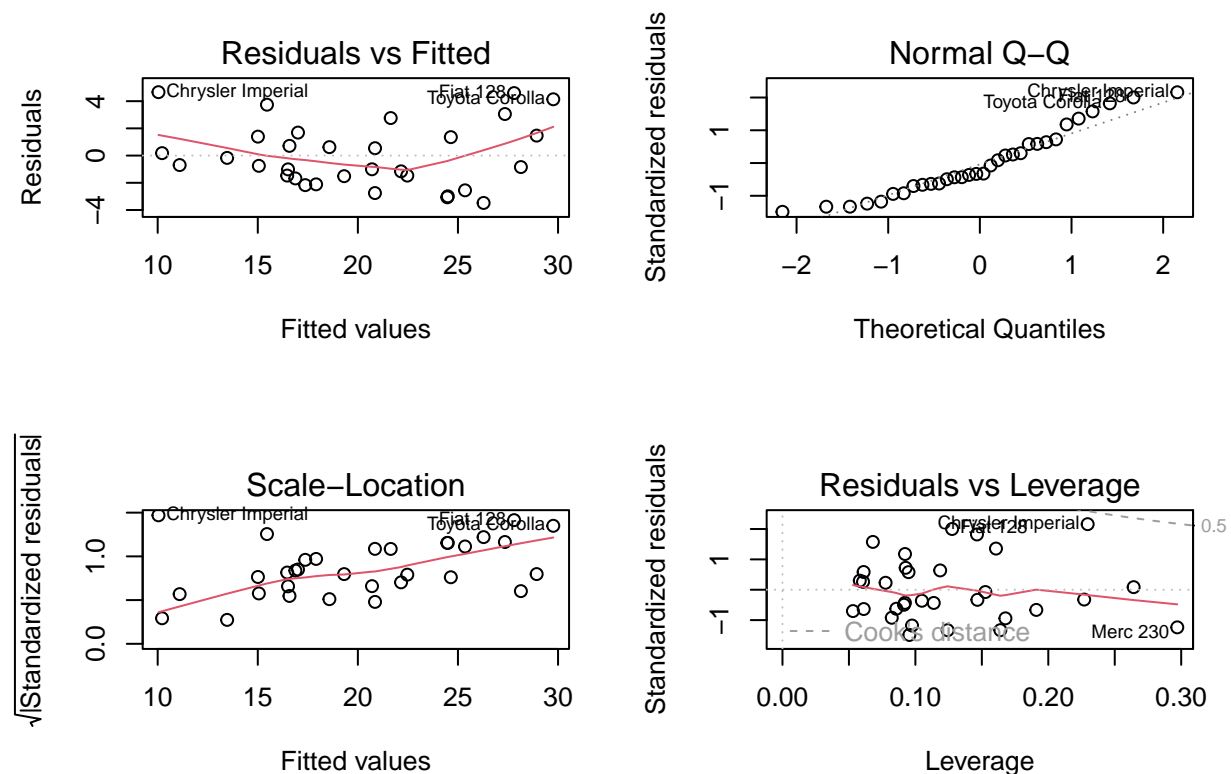 Residuals vs Fitted
Residuals
4
0
−4
Chrysler Imperial
Fiat 128
Toyota Corolla
10 15 20 25 30
Fitted values
Normal Q−Q
Standardized residuals
1
−1
Chrysler Imperial
Fiat 128
Toyota Corolla
−2 −1 0 1 2
Theoretical Quantiles
Scale−Location
√|Standardized residuals|
1.0
0.0
Chrysler Imperial
Fiat 128
Toyota Corolla
10 15 20 25 30
Fitted values
Residuals vs Leverage
Standardized residuals
1
−1
Chrysler Imperial
Fiat 128
0.5
Cook's distance
Merc 230
0.00 0.10 0.20 0.30
Leverage